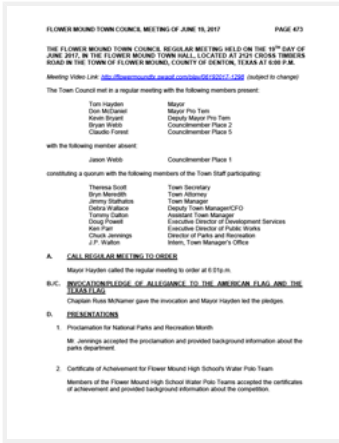 FLOWER MOUND TOWN COUNCIL MEETING OF JUNE 19, 2017 PAGE 473
THE FLOWER MOUND TOWN COUNCIL REGULAR MEETING HELD ON THE 19TH DAY OF
JUNE 2017, IN THE FLOWER MOUND TOWN HALL, LOCATED AT 2121 CROSS TIMBERS
ROAD IN THE TOWN OF FLOWER MOUND, COUNTY OF DENTON, TEXAS AT 6:00 P.M.
Meeting Video Link: http://flowermoundtx.swagit.com/play/06192017-1298 (subject to change)
The Town Council met in a regular meeting with the following members present:
Tom Hayden Mayor
Don McDaniel Mayor Pro Tem
Kevin Bryant Deputy Mayor Pro Tem
Bryan Webb Councilmember Place 2
Claudio Forest Councilmember Place 5
with the following member absent:
Jason Webb Councilmember Place 1
constituting a quorum with the following members of the Town Staff participating:
Theresa Scott Town Secretary
Bryn Meredith Town Attorney
Jimmy Stathatos Town Manager
Debra Wallace Deputy Town Manager/CFO
Tommy Dalton Assistant Town Manager
Doug Powell Executive Director of Development Services
Ken Parr Executive Director of Public Works
Chuck Jennings Director of Parks and Recreation
J.P. Walton Intern, Town Manager's Office
A. CALL REGULAR MEETING TO ORDER
Mayor Hayden called the regular meeting to order at 6:01p.m.
B./C. INVOCATION/PLEDGE OF ALLEGIANCE TO THE AMERICAN FLAG AND THE
TEXAS FLAG
Chaplain Russ McNamer gave the invocation and Mayor Hayden led the pledges.
D. PRESENTATIONS
1. Proclamation for National Parks and Recreation Month
Mr. Jennings accepted the proclamation and provided background information about the
parks department.
2. Certificate of Achievement for Flower Mound High School's Water Polo Team
Members of the Flower Mound High School Water Polo Teams accepted the certificates
of achievement and provided background information about the competition.